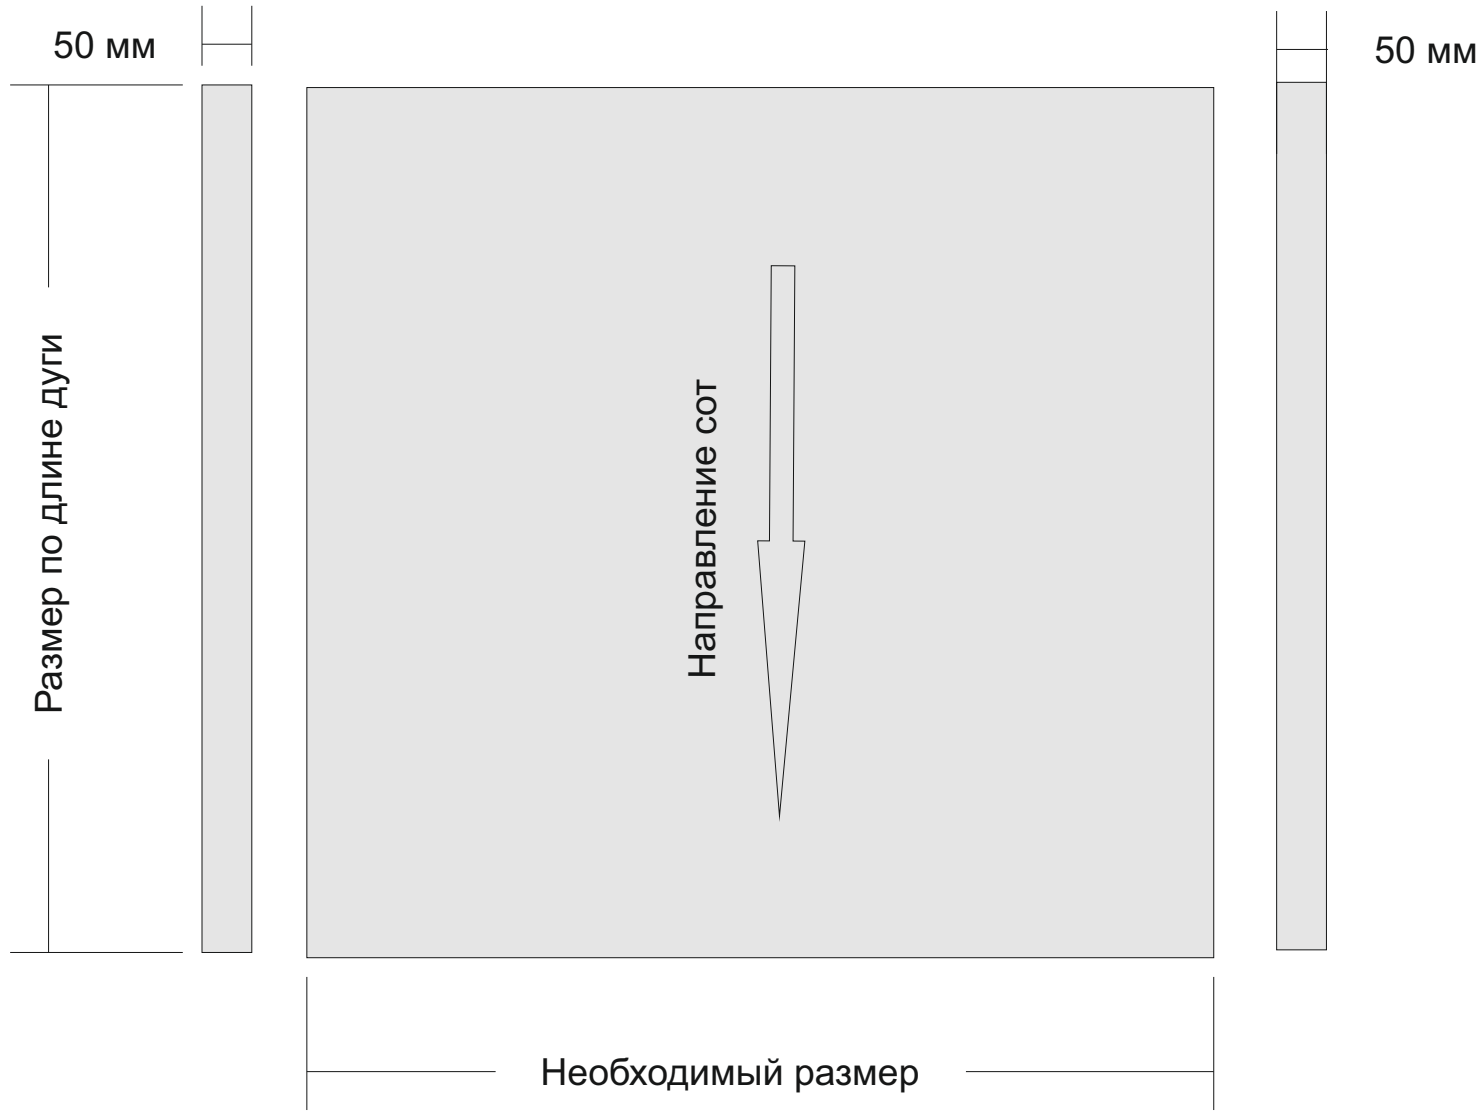 50 мм
50 мм
Размер по длине дуги
Направление сот
Необходимый размер